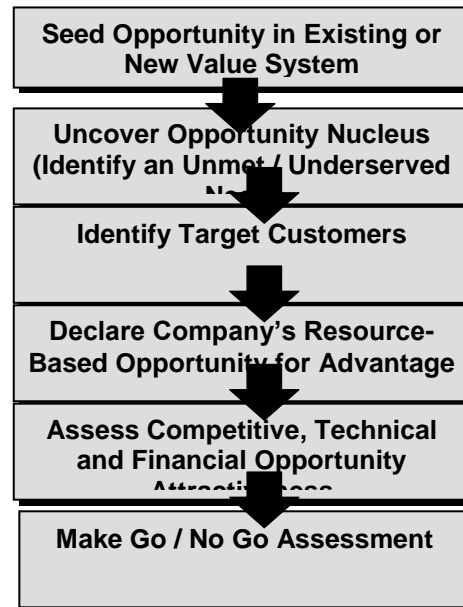 Seed Opportunity in Existing or
New Value System
Uncover Opportunity Nucleus
(Identify an Unmet / Underserved
Identify Target Customers
Declare Company's Resource-
Based Opportunity for Advantage
Assess Competitive, Technical
and Financial Opportunity
Attractiveness
Make Go / No Go Assessment